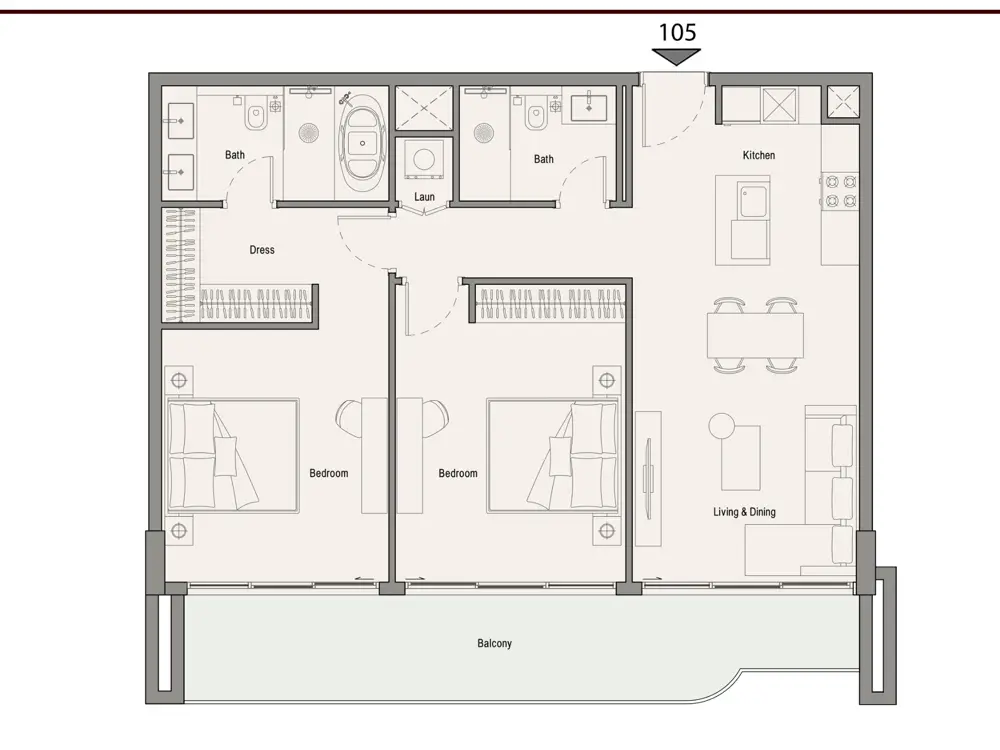 105
Bath
Bath
Kitchen
Laun
Dress
Bedroom
Bedroom
Living & Dining
Balcony